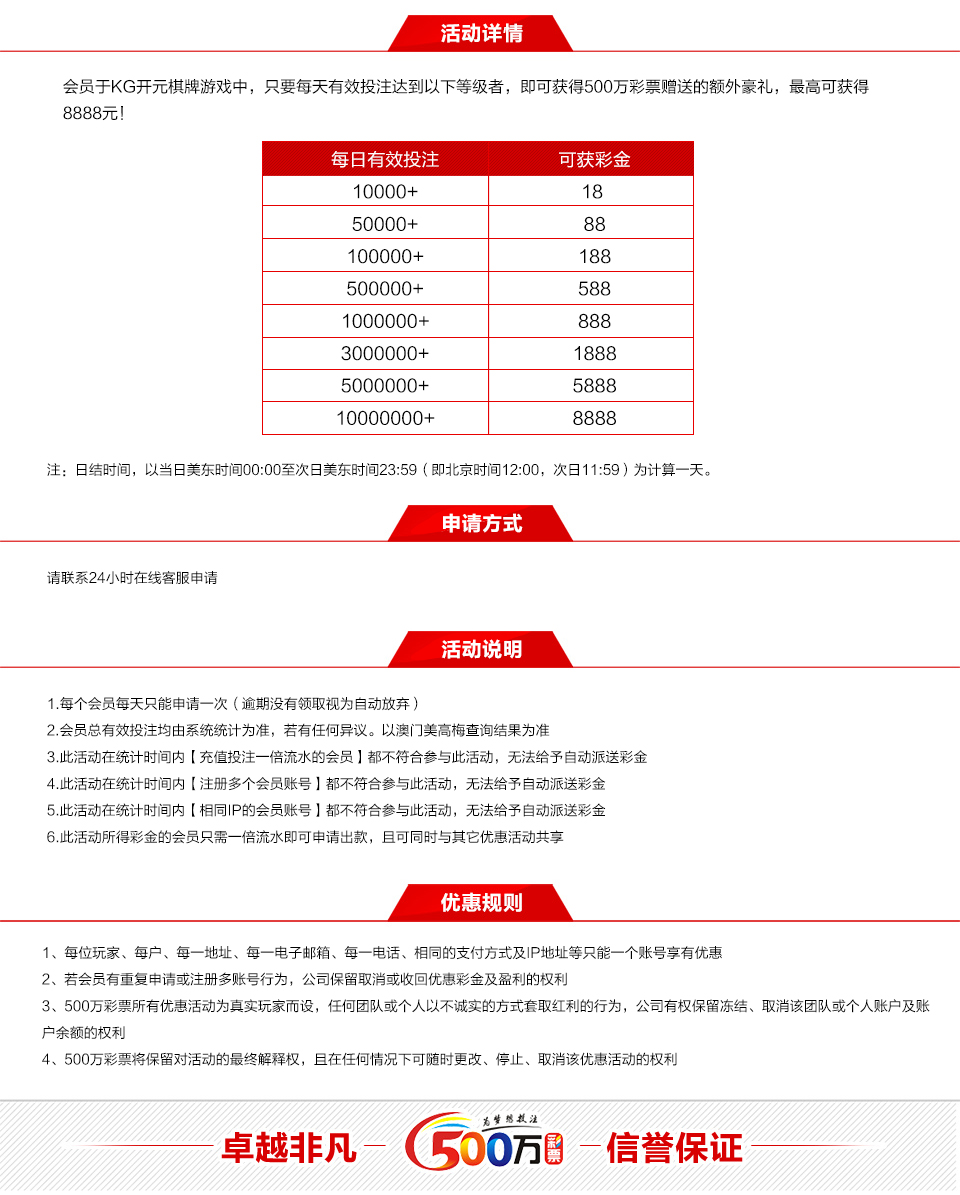 活动详情
会员于KG开元棋牌游戏中，只要每天有效投注达到以下等级者，即可获得500万彩票赠送的额外豪礼，最高可获得
8888元！
每日有效投注 可获彩金
10000+ 18
50000+ 88
100000+ 188
500000+ 588
1000000+ 888
3000000+ 1888
5000000+ 5888
10000000+ 8888
注：日结时间，以当日美东时间00:00至次日美东时间23:59（即北京时间12:00，次日11:59）为计算一天。
申请方式
请联系24小时在线客服申请
活动说明
1.每个会员每天只能申请一次（逾期没有领取视为自动放弃）
2.会员总有效投注均由系统统计为准，若有任何异议。以澳门美高梅查询结果为准
3.此活动在统计时间内【充值投注一倍流水的会员】都不符合参与此活动，无法给予自动派送彩金
4.此活动在统计时间内【注册多个会员账号】都不符合参与此活动，无法给予自动派送彩金
5.此活动在统计时间内【相同IP的会员账号】都不符合参与此活动，无法给予自动派送彩金
6.此活动所得彩金的会员只需一倍流水即可申请出款，且可同时与其它优惠活动共享
优惠规则
1、每位玩家、每户、每一地址、每一电子邮箱、每一电话、相同的支付方式及IP地址等只能一个账号享有优惠
2、若会员有重复申请或注册多账号行为，公司保留取消或收回优惠彩金及盈利的权利
3、500万彩票所有优惠活动为真实玩家而设，任何团队或个人以不诚实的方式套取红利的行为，公司有权保留冻结、取消该团队或个人账户及账
户余额的权利
4、500万彩票将保留对活动的最终解释权，且在任何情况下可随时更改、停止、取消该优惠活动的权利
为梦想投注
卓越非凡 500万彩票 信誉保证